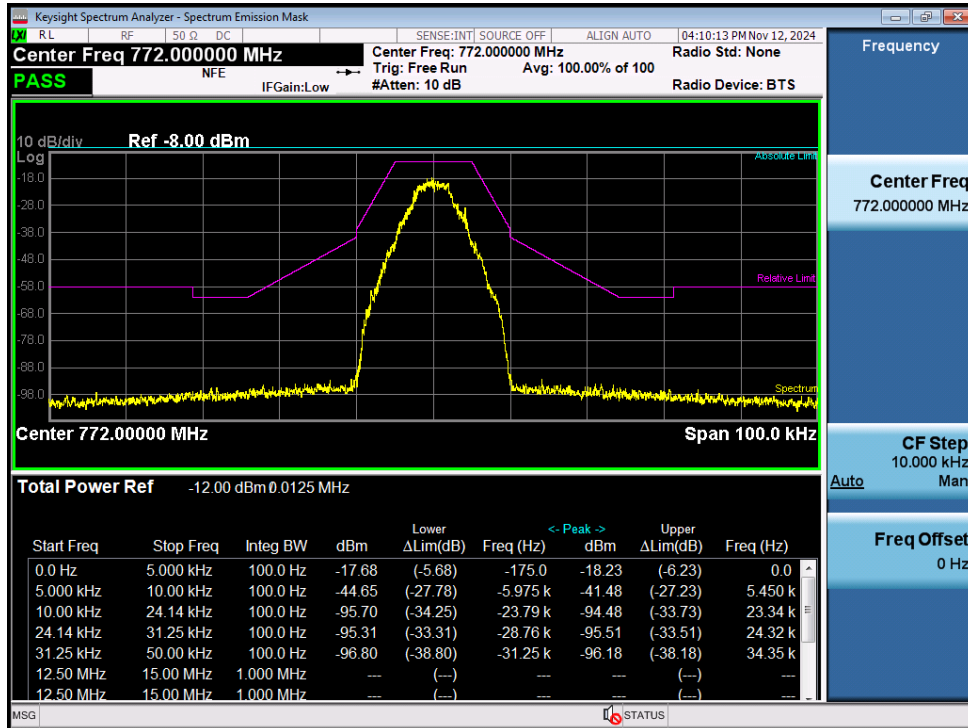 Keysight Spectrum Analyzer - Spectrum Emission Mask
LXI RL RF 50 Ω DC SENSE:INT SOURCE OFF ALIGN AUTO 04:10:13 PM Nov 12, 2024
Center Freq 772.000000 MHz
Center Freq: 772.000000 MHz Radio Std: None
PASS NFE Trig: Free Run Avg: 100.00% of 100
IFGain:Low #Atten: 10 dB Radio Device: BTS
10 dB/div Ref -8.00 dBm
Log
Absolute Limit
-18.0
-28.0
-38.0
-48.0
Relative Limit
-58.0
-68.0
-78.0
-88.0
Spectrum
-98.0
Center 772.00000 MHz Span 100.0 kHz
Total Power Ref -12.00 dBm 0.0125 MHz
Lower <- Peak -> Upper
Start Freq Stop Freq Integ BW dBm ΔLim(dB) Freq (Hz) dBm ΔLim(dB) Freq (Hz)
0.0 Hz 5.000 kHz 100.0 Hz -17.68 (-5.68) -175.0 -18.23 (-6.23) 0.0
5.000 kHz 10.00 kHz 100.0 Hz -44.65 (-27.78) -5.975 k -41.48 (-27.23) 5.450 k
10.00 kHz 24.14 kHz 100.0 Hz -95.70 (-34.25) -23.79 k -94.48 (-33.73) 23.34 k
24.14 kHz 31.25 kHz 100.0 Hz -95.31 (-33.31) -28.76 k -95.51 (-33.51) 24.32 k
31.25 kHz 50.00 kHz 100.0 Hz -96.80 (-38.80) -31.25 k -96.18 (-38.18) 34.35 k
12.50 MHz 15.00 MHz 1.000 MHz --- (---) --- --- (---) ---
12.50 MHz 15.00 MHz 1.000 MHz --- (---) --- --- (---) ---
MSG STATUS
Frequency
Center Freq
772.000000 MHz
CF Step
10.000 kHz
Auto Man
Freq Offset
0 Hz